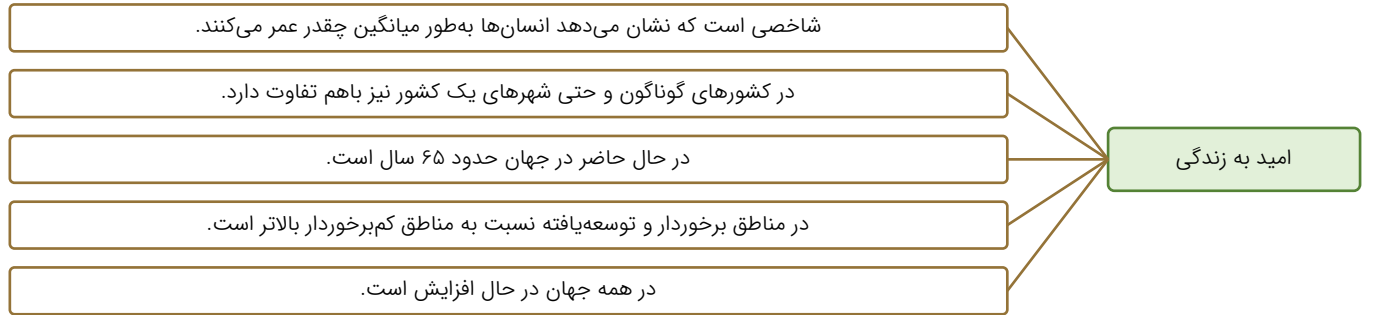 امید به زندگی
شاخصی است که نشان می‌دهد انسان‌ها به‌طور میانگین چقدر عمر می‌کنند.
در کشورهای گوناگون و حتی شهرهای یک کشور نیز باهم تفاوت دارد.
در حال حاضر در جهان حدود ۶۵ سال است.
در مناطق برخوردار و توسعه‌یافته نسبت به مناطق کم‌برخوردار بالاتر است.
در همه جهان در حال افزایش است.